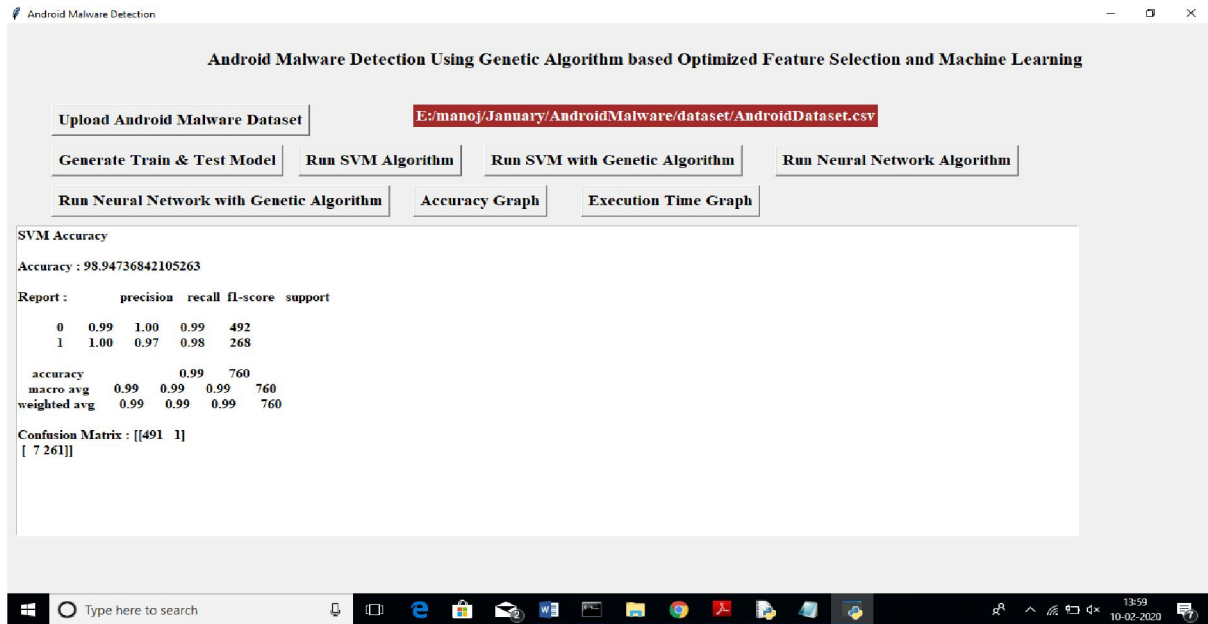 Android Malware Detection
Android Malware Detection Using Genetic Algorithm based Optimized Feature Selection and Machine Learning
Upload Android Malware Dataset
E:/manoj/January/AndroidMalware/dataset/AndroidDataset.csv
Generate Train & Test Model
Run SVM Algorithm
Run SVM with Genetic Algorithm
Run Neural Network Algorithm
Run Neural Network with Genetic Algorithm
Accuracy Graph
Execution Time Graph
SVM Accuracy
Accuracy : 98.94736842105263
Report : precision recall f1-score support
0 0.99 1.00 0.99 492
1 1.00 0.97 0.98 268
accuracy 0.99 760
macro avg 0.99 0.99 0.99 760
weighted avg 0.99 0.99 0.99 760
Confusion Matrix : [[491 1]
[ 7 261]]
Type here to search
13:59
10-02-2020